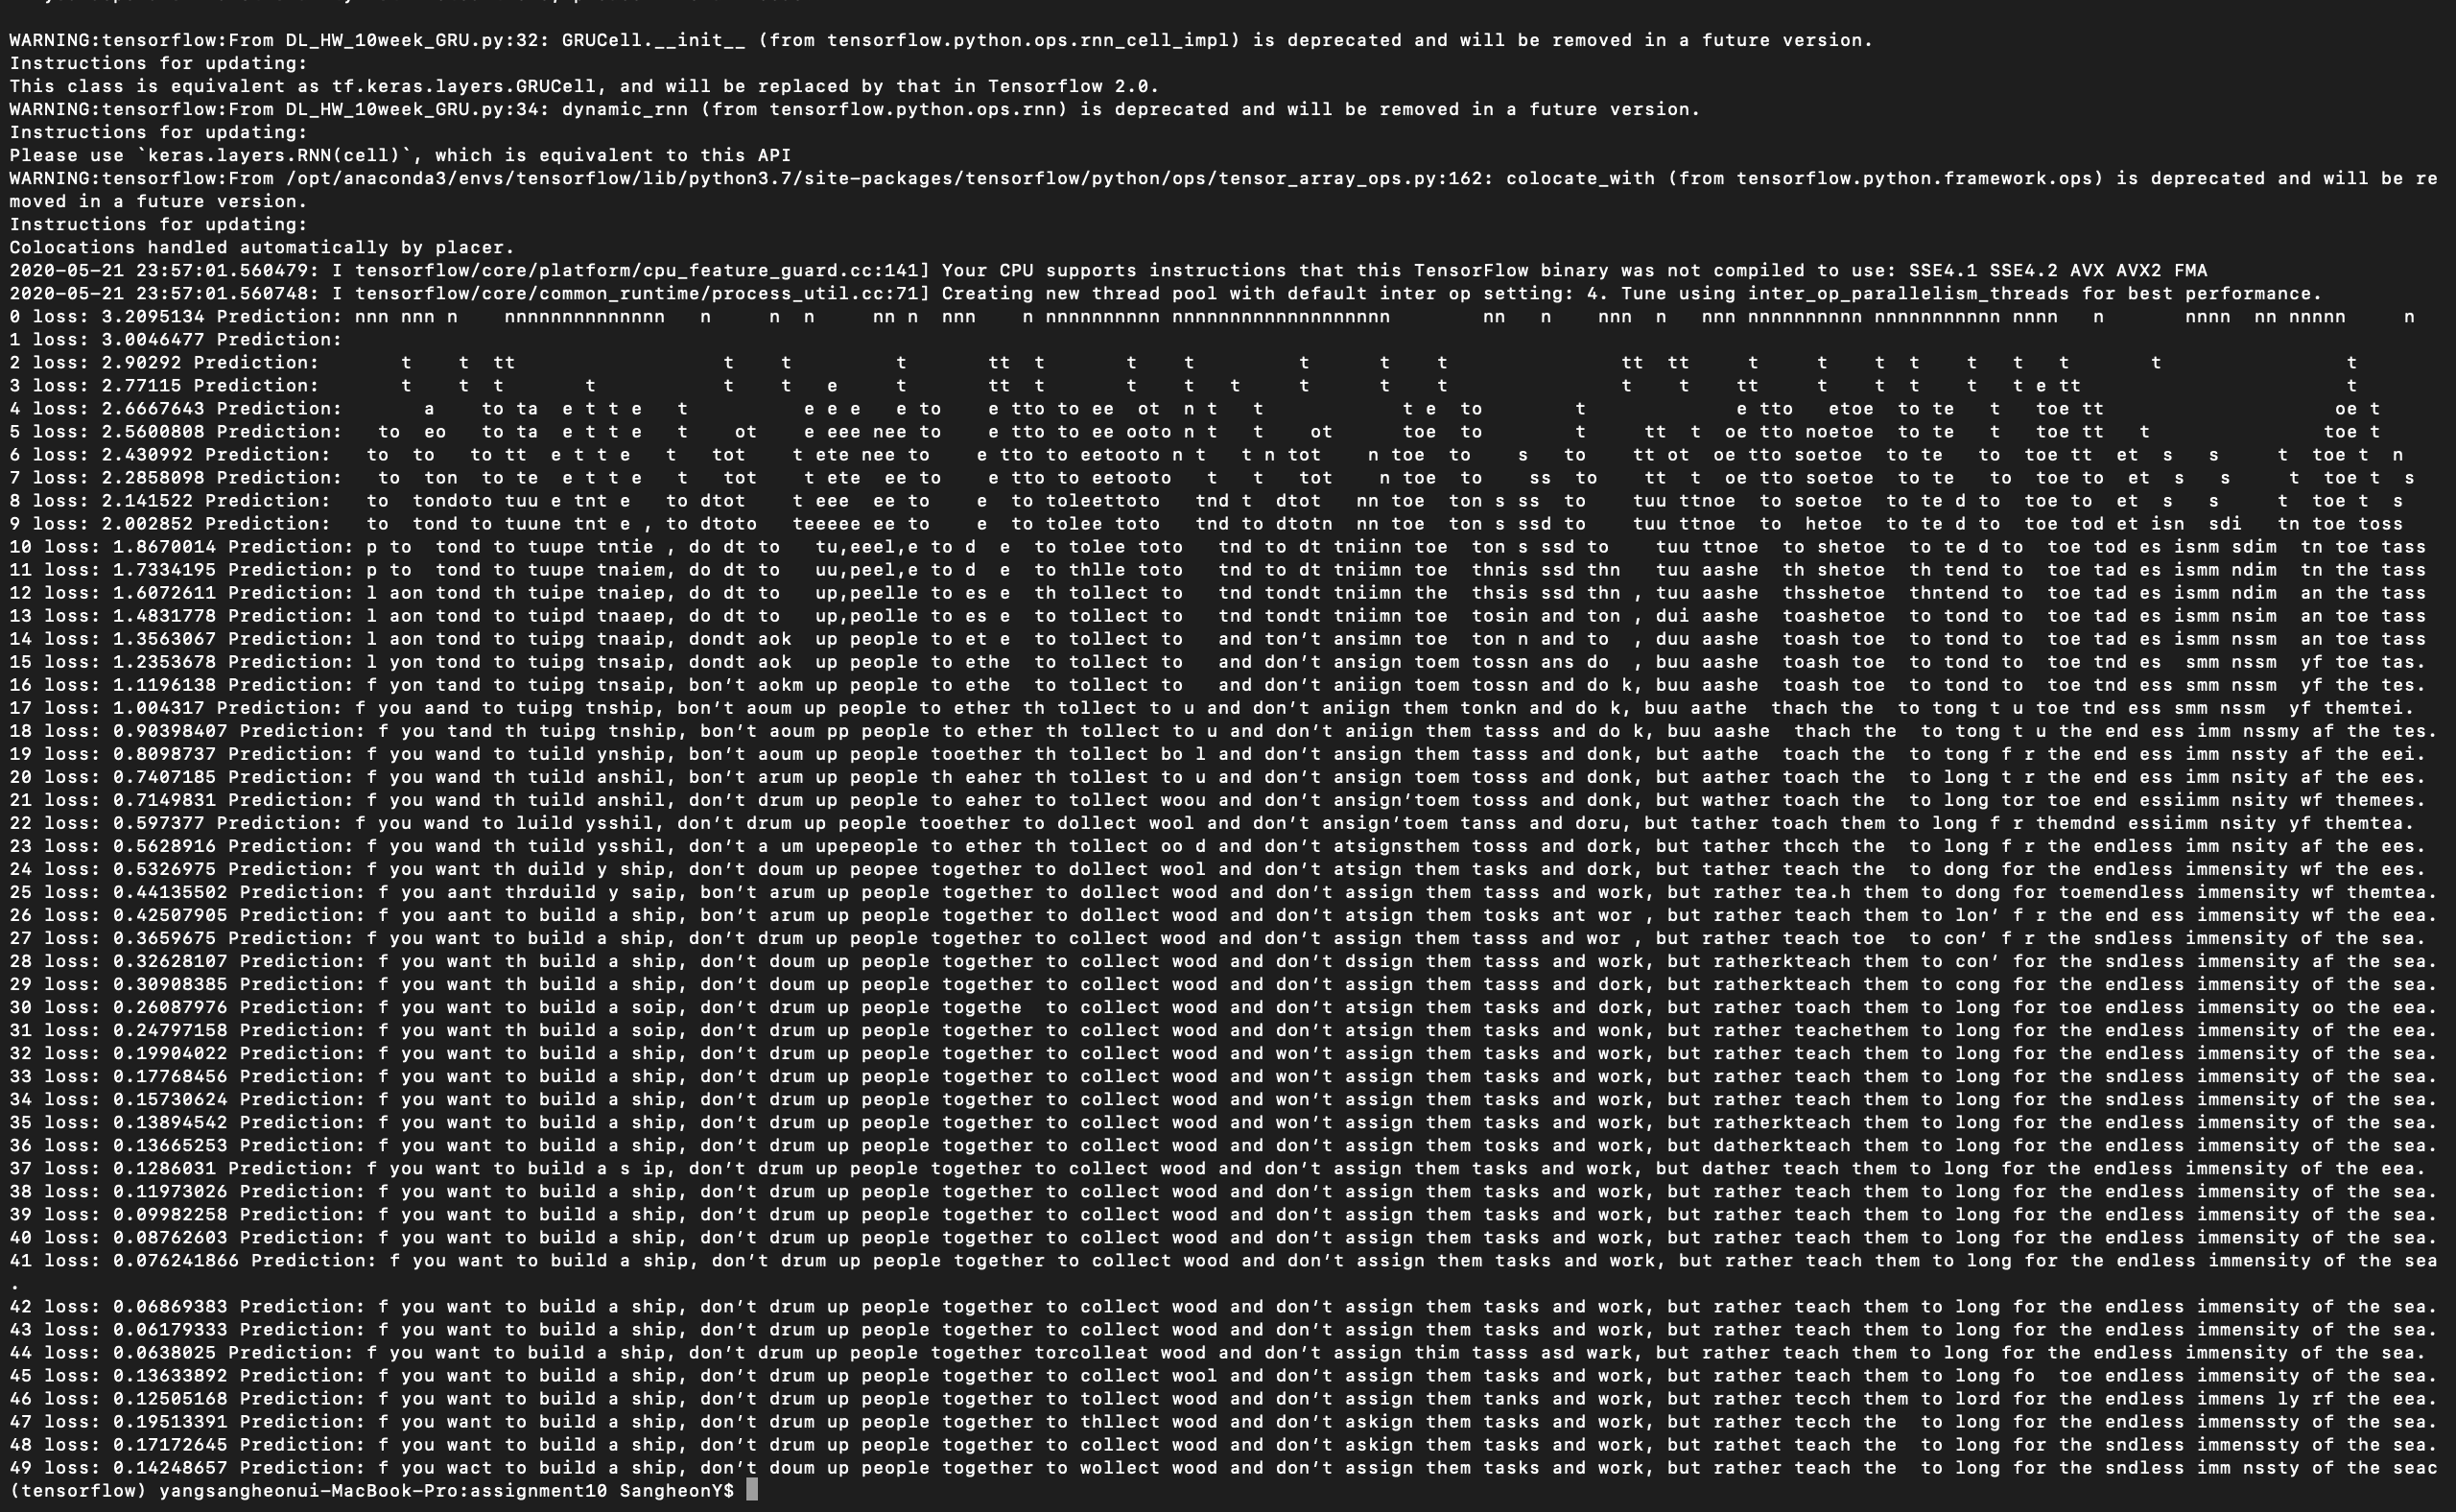 WARNING:tensorflow:From DL_HW_10week_GRU.py:32: GRUCell.__init__ (from tensorflow.python.ops.rnn_cell_impl) is deprecated and will be removed in a future version.
Instructions for updating:
This class is equivalent as tf.keras.layers.GRUCell, and will be replaced by that in Tensorflow 2.0.
WARNING:tensorflow:From DL_HW_10week_GRU.py:34: dynamic_rnn (from tensorflow.python.ops.rnn) is deprecated and will be removed in a future version.
Instructions for updating:
Please use `keras.layers.RNN(cell)`, which is equivalent to this API
WARNING:tensorflow:From /opt/anaconda3/envs/tensorflow/lib/python3.7/site-packages/tensorflow/python/ops/tensor_array_ops.py:162: colocate_with (from tensorflow.python.framework.ops) is deprecated and will be re
moved in a future version.
Instructions for updating:
Colocations handled automatically by placer.
2020-05-21 23:57:01.560479: I tensorflow/core/platform/cpu_feature_guard.cc:141] Your CPU supports instructions that this TensorFlow binary was not compiled to use: SSE4.1 SSE4.2 AVX AVX2 FMA
2020-05-21 23:57:01.560748: I tensorflow/core/common_runtime/process_util.cc:71] Creating new thread pool with default inter op setting: 4. Tune using inter_op_parallelism_threads for best performance.
0 loss: 3.2095134 Prediction: nnn nnn n    nnnnnnnnnnnnnn   n     n  n     nn n  nnn    n nnnnnnnnnn nnnnnnnnnnnnnnnnnnn        nn   n    nnn  n   nnn nnnnnnnnnn nnnnnnnnnnn nnnn   n       nnnn  nn nnnnn     n
1 loss: 3.0046477 Prediction:
2 loss: 2.90292 Prediction:       t    t  tt                  t    t         t       tt  t       t    t         t      t    t               tt  tt     t     t    t  t    t   t   t       t                t
3 loss: 2.77115 Prediction:       t    t  t       t           t    t   e     t       tt  t       t    t   t     t      t    t               t    t    tt     t    t  t    t   t e tt                       t
4 loss: 2.6667643 Prediction:       a    to ta  e t t e   t          e e e   e to    e tto to ee  ot  n t   t            t e  to        t             e tto   etoe  to te   t   toe tt                    oe t
5 loss: 2.5600808 Prediction:   to  eo   to ta  e t t e   t    ot    e eee nee to    e tto to ee ooto n t   t    ot      toe  to        t     tt  t  oe tto noetoe  to te   t   toe tt   t               toe t
6 loss: 2.430992 Prediction:   to  to   to tt  e t t e   t   tot    t ete nee to    e tto to eetooto n t   t n tot    n toe  to    s   to    tt ot  oe tto soetoe  to te   to  toe tt  et  s   s     t  toe t  n
7 loss: 2.2858098 Prediction:   to  ton  to te  e t t e   t   tot    t ete  ee to    e tto to eetooto   t   t   tot    n toe  to     ss  to    tt  t  oe tto soetoe  to te   to  toe to  et  s   s     t  toe t  s
8 loss: 2.141522 Prediction:   to  tondoto tuu e tnt e   to dtot    t eee  ee to    e  to toleettoto   tnd t  dtot   nn toe  ton s ss  to    tuu ttnoe  to soetoe  to te d to  toe to  et  s   s     t  toe t  s
9 loss: 2.002852 Prediction:   to  tond to tuune tnt e , to dtoto   teeeee ee to    e  to tolee toto   tnd to dtotn  nn toe  ton s ssd to    tuu ttnoe  to  hetoe  to te d to  toe tod et isn  sdi   tn toe toss
10 loss: 1.8670014 Prediction: p to  tond to tuupe tntie , do dt to   tu,eeel,e to d  e  to tolee toto   tnd to dt tniinn toe  ton s ssd to    tuu ttnoe  to shetoe  to te d to  toe tod es isnm sdim  tn toe tass
11 loss: 1.7334195 Prediction: p to  tond to tuupe tnaiem, do dt to   uu,peel,e to d  e  to thlle toto   tnd to dt tniimn toe  thnis ssd thn   tuu aashe  th shetoe  th tend to  toe tad es ismm ndim  tn the tass
12 loss: 1.6072611 Prediction: l aon tond th tuipe tnaiep, do dt to   up,peelle to es e  th tollect to   tnd tondt tniimn the  thsis ssd thn , tuu aashe  thsshetoe  thntend to  toe tad es ismm ndim  an the tass
13 loss: 1.4831778 Prediction: l aon tond to tuipd tnaaep, do dt to   up,peolle to es e  to tollect to   tnd tondt tniimn toe  tosin and ton , dui aashe  toashetoe  to tond to  toe tad es ismm nsim  an toe tass
14 loss: 1.3563067 Prediction: l aon tond to tuipg tnaaip, dondt aok  up people to et e  to tollect to   and ton’t ansimn toe  ton n and to  , duu aashe  toash toe  to tond to  toe tad es ismm nssm  an toe tass
15 loss: 1.2353678 Prediction: l yon tond to tuipg tnsaip, dondt aok  up people to ethe  to tollect to   and don’t ansign toem tossn ans do  , buu aashe  toash toe  to tond to  toe tnd es  smm nssm  yf toe tas.
16 loss: 1.1196138 Prediction: f yon tand to tuipg tnsaip, bon’t aokm up people to ethe  to tollect to   and don’t aniign toem tossn and do k, buu aashe  toash toe  to tond to  toe tnd ess smm nssm  yf the tes.
17 loss: 1.004317 Prediction: f you aand to tuipg tnship, bon’t aoum up people to ether th tollect to u and don’t aniign them tonkn and do k, buu aathe  thach the  to tong t u toe tnd ess smm nssm  yf themtei.
18 loss: 0.90398407 Prediction: f you tand th tuipg tnship, bon’t aoum pp people to ether th tollect to u and don’t aniign them tasss and do k, buu aashe  thach the  to tong t u the end ess imm nssmy af the tes.
19 loss: 0.8098737 Prediction: f you wand to tuild ynship, bon’t aoum up people tooether th tollect bo l and don’t ansign them tasss and donk, but aathe  toach the  to tong f r the end ess imm nssty af the eei.
20 loss: 0.7407185 Prediction: f you wand th tuild anshil, bon’t arum up people th eaher th tollest to u and don’t ansign toem tosss and donk, but aather toach the  to long t r the end ess imm nsity af the ees.
21 loss: 0.7149831 Prediction: f you wand th tuild anshil, don’t drum up people to eaher to tollect woou and don’t ansign’toem tosss and donk, but wather toach the  to long tor toe end essiimm nsity wf themees.
22 loss: 0.597377 Prediction: f you wand to luild ysshil, don’t drum up people tooether to dollect wool and don’t ansign’toem tanss and doru, but tather toach them to long f r themdnd essiimm nsity yf themtea.
23 loss: 0.5628916 Prediction: f you wand th tuild ysshil, don’t a um upepeople to ether th tollect oo d and don’t atsignsthem tosss and dork, but tather thcch the  to long f r the endless imm nsity af the ees.
24 loss: 0.5326975 Prediction: f you want th duild y ship, don’t doum up peopee together to dollect wool and don’t atsign them tasks and dork, but tather teach the  to dong for the endless immensity wf the ees.
25 loss: 0.44135502 Prediction: f you aant thrduild y saip, bon’t arum up people together to dollect wood and don’t assign them tasss and work, but rather tea.h them to dong for toemendless immensity wf themtea.
26 loss: 0.42507905 Prediction: f you aant to build a ship, bon’t arum up people together to dollect wood and don’t atsign them tosks ant wor , but rather teach them to lon’ f r the end ess immensity wf the eea.
27 loss: 0.3659675 Prediction: f you want to build a ship, don’t drum up people together to collect wood and don’t assign them tasss and wor , but rather teach toe  to con’ f r the sndless immensity of the sea.
28 loss: 0.32628107 Prediction: f you want th build a ship, don’t doum up people together to collect wood and don’t dssign them tasss and work, but ratherkteach them to con’ for the sndless immensity af the sea.
29 loss: 0.30908385 Prediction: f you want th build a ship, don’t doum up people together to collect wood and don’t assign them tasss and dork, but ratherkteach them to cong for the endless immensity of the sea.
30 loss: 0.26087976 Prediction: f you want to build a ship, don’t drum up people togethe  to collect wood and don’t atsign them tasks and dork, but rather toach them to long for toe endless immensity oo the eea.
31 loss: 0.24797158 Prediction: f you want th build a soip, don’t drum up people together to collect wood and don’t atsign them tasks and wonk, but rather teachethem to long for the endless immensity of the eea.
32 loss: 0.19904022 Prediction: f you want to build a ship, don’t drum up people together to collect wood and won’t assign them tasks and work, but rather teach them to long for the endless immensity of the sea.
33 loss: 0.17768456 Prediction: f you want to build a ship, don’t drum up people together to collect wood and won’t assign them tasks and work, but rather teach them to long for the sndless immensity of the sea.
34 loss: 0.15730624 Prediction: f you want to build a ship, don’t drum up people together to collect wood and won’t assign them tasks and work, but rather teach them to long for the sndless immensity of the sea.
35 loss: 0.13894542 Prediction: f you want to build a ship, don’t drum up people together to collect wood and won’t assign them tasks and work, but ratherkteach them to long for the endless immensity of the sea.
36 loss: 0.13665253 Prediction: f you want to build a ship, don’t drum up people together to collect wood and don’t assign them tosks and work, but datherkteach them to long for the endless immensity of the sea.
37 loss: 0.1286031 Prediction: f you want to build a s ip, don’t drum up people together to collect wood and don’t assign them tasks and work, but dather teach them to long for the endless immensity of the eea.
38 loss: 0.11973026 Prediction: f you want to build a ship, don’t drum up people together to collect wood and don’t assign them tasks and work, but rather teach them to long for the endless immensity of the sea.
39 loss: 0.09982258 Prediction: f you want to build a ship, don’t drum up people together to collect wood and don’t assign them tasks and work, but rather teach them to long for the endless immensity of the sea.
40 loss: 0.08762603 Prediction: f you want to build a ship, don’t drum up people together to collect wood and don’t assign them tasks and work, but rather teach them to long for the endless immensity of the sea.
41 loss: 0.076241866 Prediction: f you want to build a ship, don’t drum up people together to collect wood and don’t assign them tasks and work, but rather teach them to long for the endless immensity of the sea
.
42 loss: 0.06869383 Prediction: f you want to build a ship, don’t drum up people together to collect wood and don’t assign them tasks and work, but rather teach them to long for the endless immensity of the sea.
43 loss: 0.06179333 Prediction: f you want to build a ship, don’t drum up people together to collect wood and don’t assign them tasks and work, but rather teach them to long for the endless immensity of the sea.
44 loss: 0.0638025 Prediction: f you want to build a ship, don’t drum up people together torcolleat wood and don’t assign thim tasss asd wark, but rather teach them to long for the endless immensity of the sea.
45 loss: 0.13633892 Prediction: f you want to build a ship, don’t drum up people together to collect wool and don’t assign them tasks and work, but rather teach them to long fo  toe endless immensity of the sea.
46 loss: 0.12505168 Prediction: f you want to build a ship, don’t drum up people together to tollect wood and don’t assign them tanks and work, but rather tecch them to lord for the endless immens ly rf the eea.
47 loss: 0.19513391 Prediction: f you want to build a ship, don’t drum up people together to thllect wood and don’t askign them tasks and work, but rather tecch the  to long for the endless immenssty of the sea.
48 loss: 0.17172645 Prediction: f you want to build a ship, don’t drum up people together to collect wood and don’t askign them tasks and work, but rathet teach the  to long for the sndless immenssty of the sea.
49 loss: 0.14248657 Prediction: f you wact to build a ship, don’t doum up people together to wollect wood and don’t assign them tasks and work, but rather teach the  to long for the sndless imm nssty of the seac
(tensorflow) yangsangheonui-MacBook-Pro:assignment10 SangheonY$